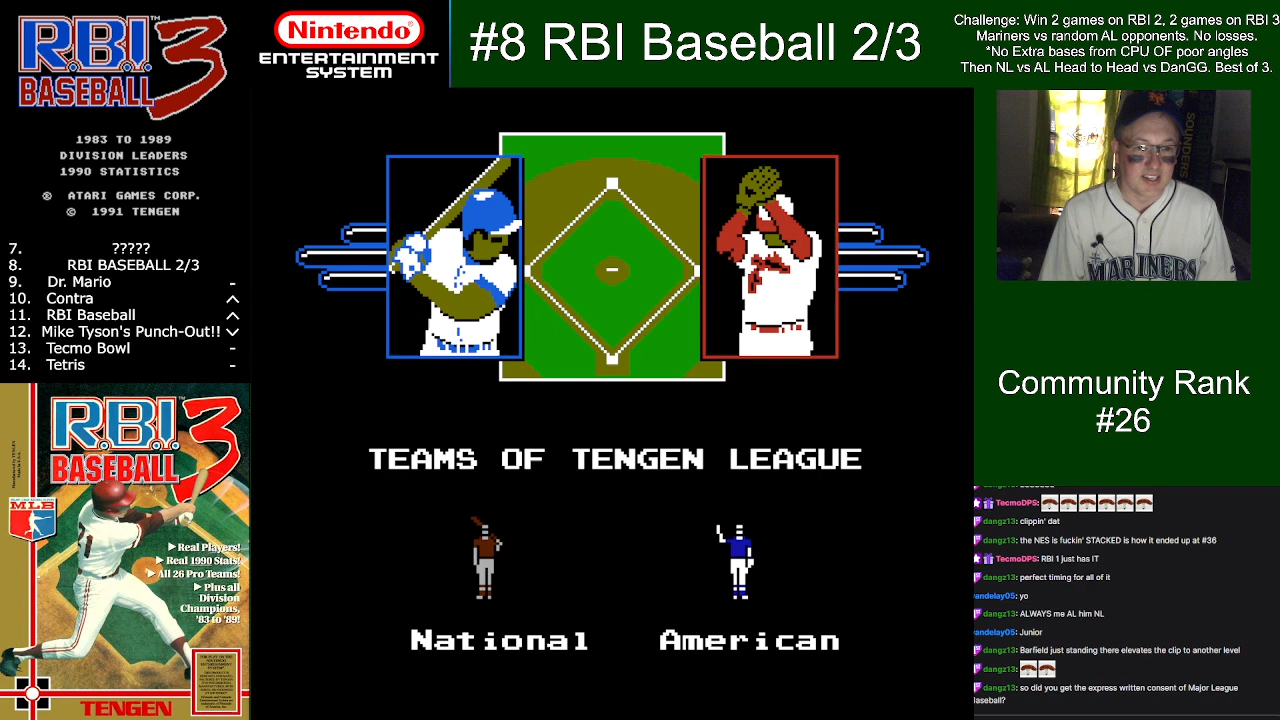 R.B.I. 3
BASEBALL
1983 TO 1989
DIVISION LEADERS
1990 STATISTICS
© ATARI GAMES CORP.
© 1991 TENGEN
Nintendo
ENTERTAINMENT
SYSTEM
#8 RBI Baseball 2/3
Challenge: Win 2 games on RBI 2, 2 games on RBI 3
Mariners vs random AL opponents. No losses.
*No Extra bases from CPU OF poor angles
Then NL vs AL Head to Head vs DanGG. Best of 3.
7. ?????
8. RBI BASEBALL 2/3
9. Dr. Mario -
10. Contra ^
11. RBI Baseball ^
12. Mike Tyson's Punch-Out!! v
13. Tecmo Bowl -
14. Tetris -
R.B.I. 3
BASEBALL
MLB
▶ Real Players!
▶ Real 1990 Stats!
▶ All 26 Pro Teams!
▶ Plus all
Division
Champions,
'83 to '89!
TENGEN
TEAMS OF TENGEN LEAGUE
National American
SOUNDERS
MARINERS
Community Rank
#26
TecmoDPS:
dangz13: clippin' dat
dangz13: the NES is fuckin' STACKED is how it ended up at #36
TecmoDPS: RBI 1 just has IT
dangz13: perfect timing for all of it
andelay05: yo
dangz13: ALWAYS me AL him NL
andelay05: Junior
dangz13: Barfield just standing there elevates the clip to another level
dangz13:
dangz13: so did you get the express written consent of Major League
Baseball?